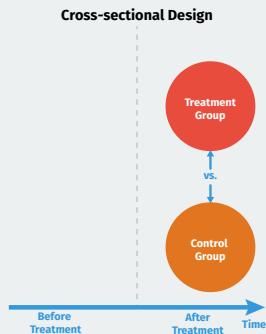 Cross-sectional Design
Treatment
Group
vs.
Control
Group
Before
Treatment
After
Treatment
Time